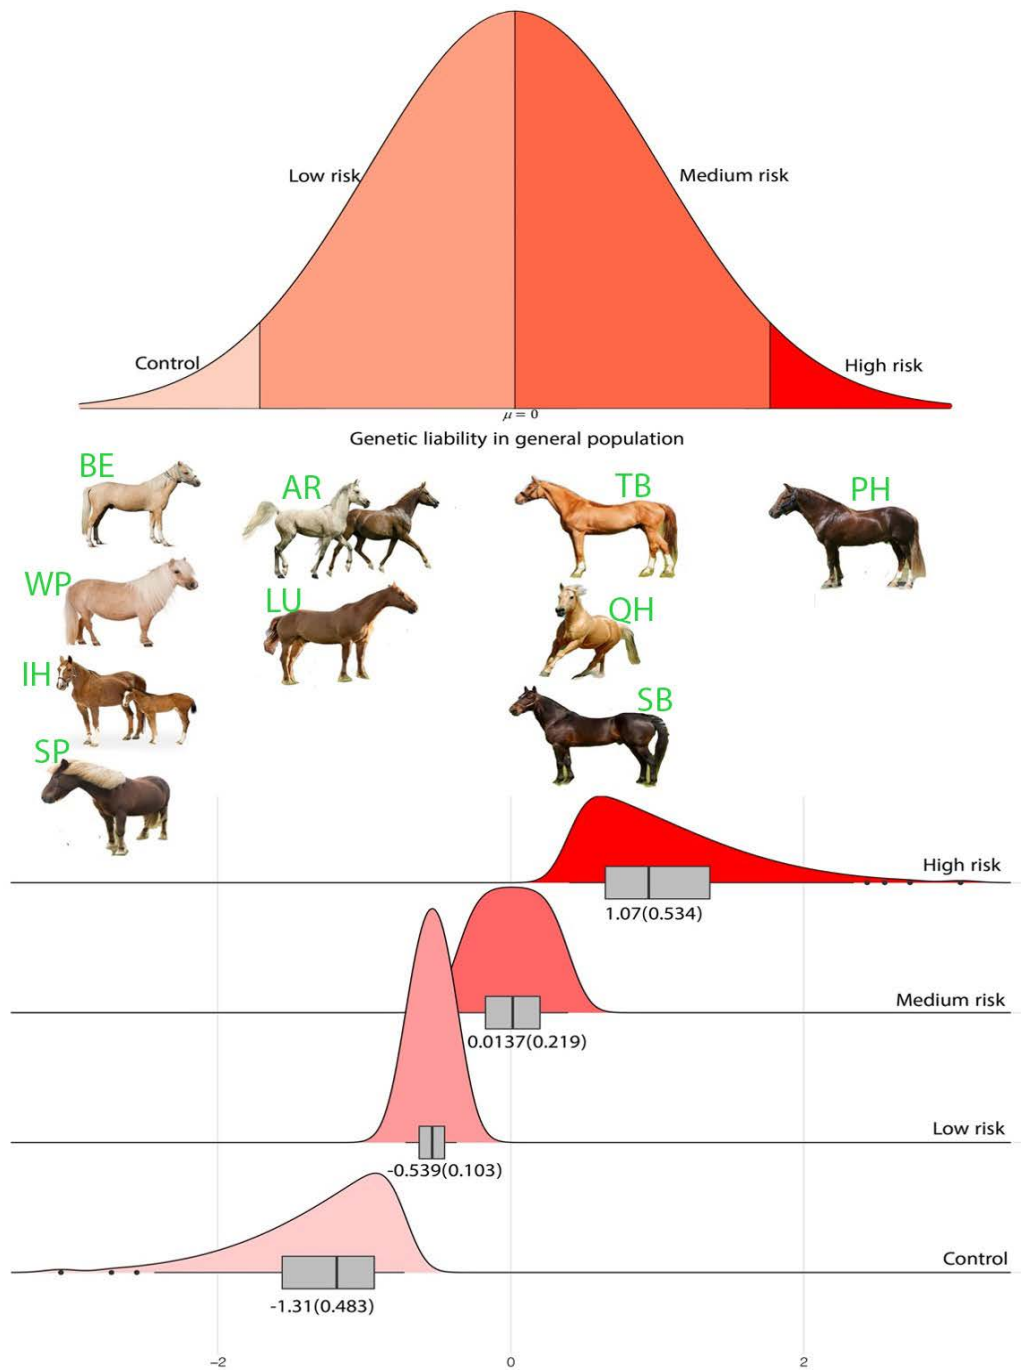 Low risk
Medium risk
Control
High risk
μ = 0
Genetic liability in general population
BE
AR
TB
PH
WP
LU
QH
IH
SB
SP
High risk
1.07(0.534)
Medium risk
0.0137(0.219)
Low risk
-0.539(0.103)
Control
-1.31(0.483)
−2
0
2